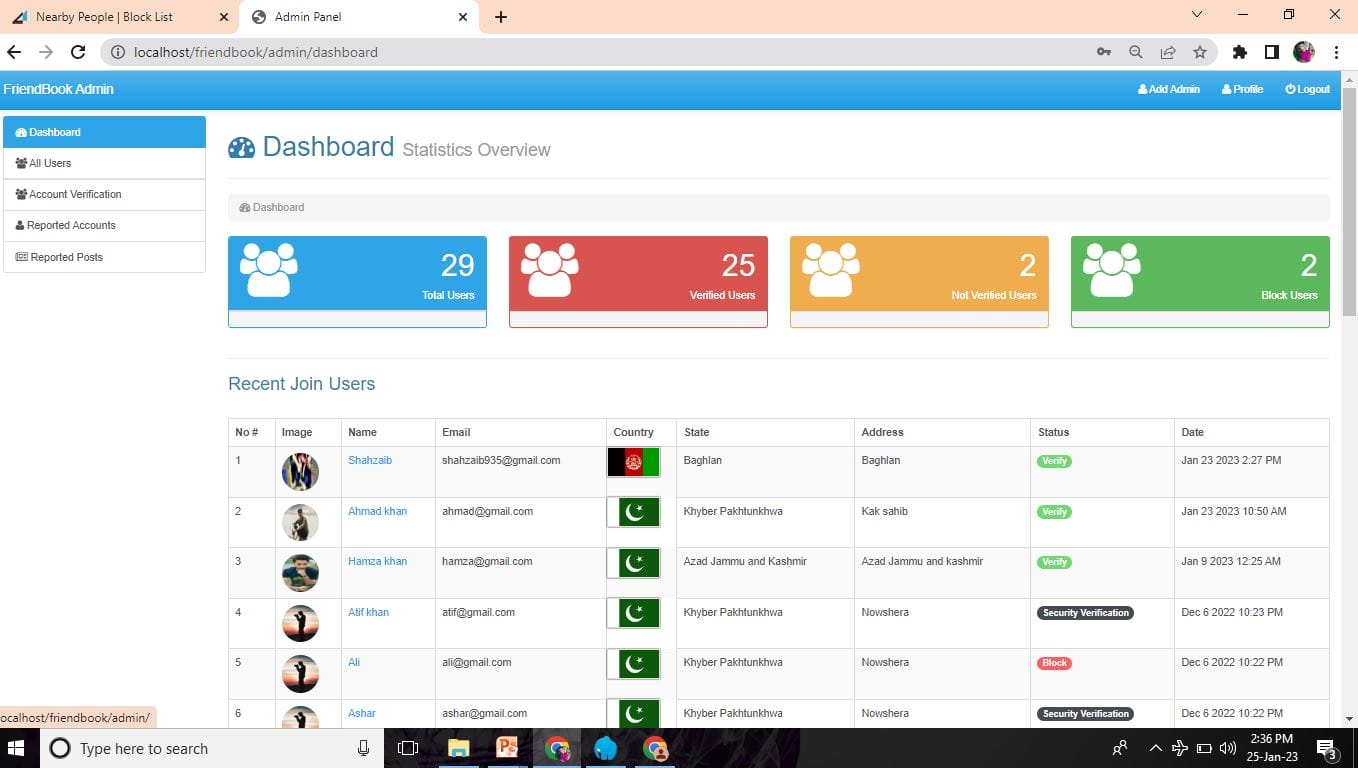 Nearby People | Block List
Admin Panel
localhost/friendbook/admin/dashboard
FriendBook Admin
Add Admin
Profile
Logout
Dashboard
All Users
Account Verification
Reported Accounts
Reported Posts
Dashboard Statistics Overview
Dashboard
29
Total Users
25
Verified Users
2
Not Verified Users
2
Block Users
Recent Join Users
No # Image Name Email Country State Address Status Date
1 Shahzaib shahzaib935@gmail.com Baghlan Baghlan Verify Jan 23 2023 2:27 PM
2 Ahmad khan ahmad@gmail.com Khyber Pakhtunkhwa Kak sahib Verify Jan 23 2023 10:50 AM
3 Hamza khan hamza@gmail.com Azad Jammu and Kashmir Azad Jammu and kashmir Verify Jan 9 2023 12:25 AM
4 Atif khan atif@gmail.com Khyber Pakhtunkhwa Nowshera Security Verification Dec 6 2022 10:23 PM
5 Ali ali@gmail.com Khyber Pakhtunkhwa Nowshera Block Dec 6 2022 10:22 PM
6 Ashar ashar@gmail.com Khyber Pakhtunkhwa Nowshera Security Verification Dec 6 2022 10:22 PM
ocalhost/friendbook/admin/
Type here to search
2:36 PM
25-Jan-23
3